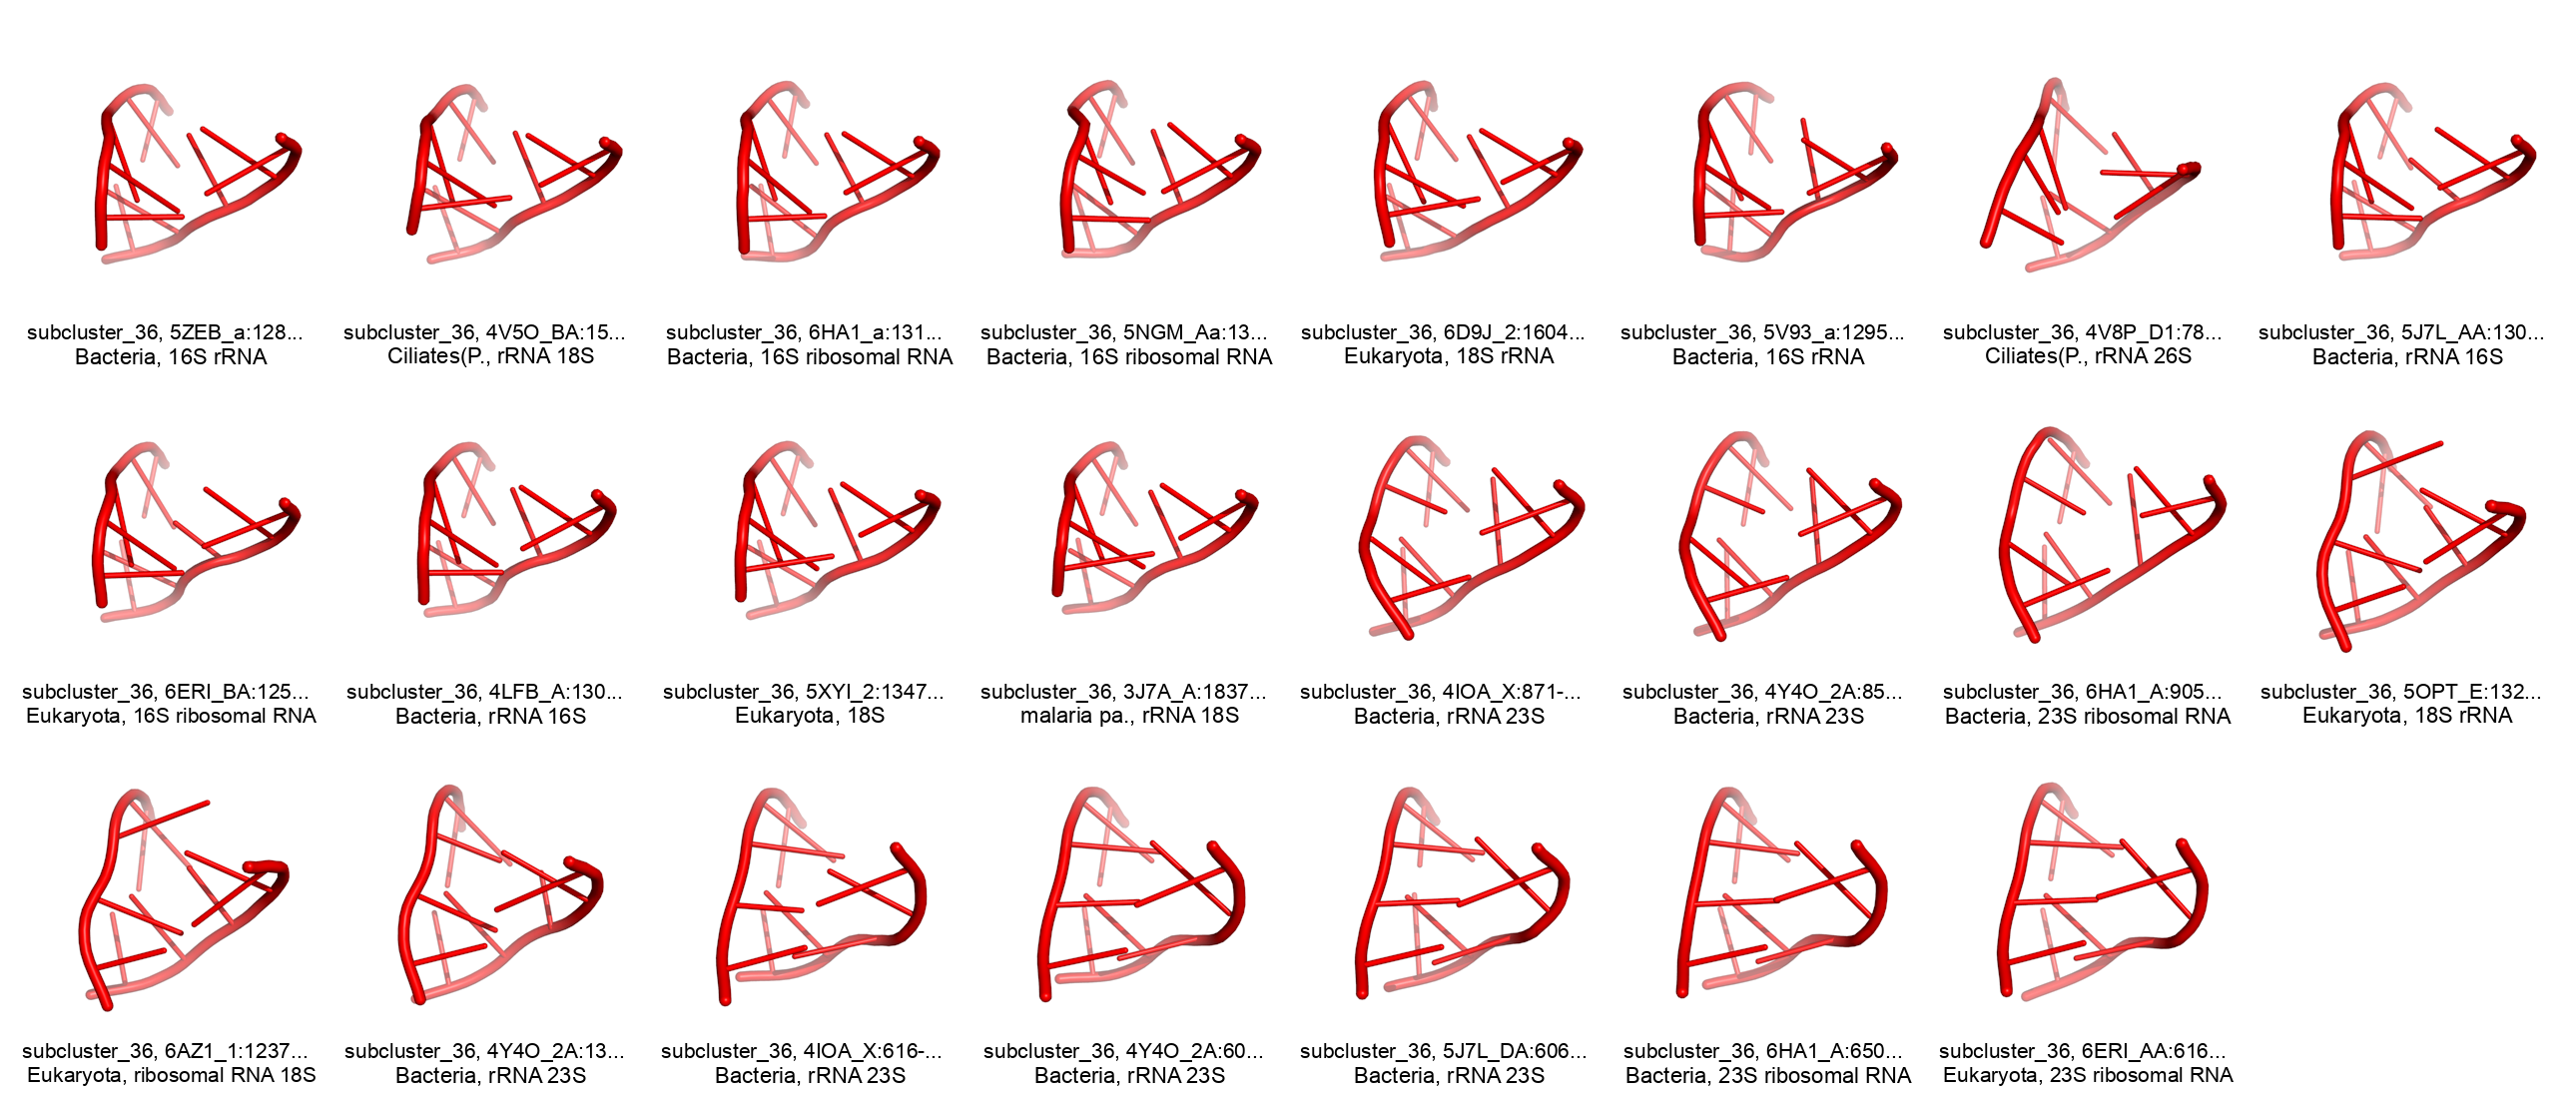 subcluster_36, 5ZEB_a:128...
Bacteria, 16S rRNA
subcluster_36, 4V5O_BA:15...
Ciliates(P., rRNA 18S
subcluster_36, 6HA1_a:131...
Bacteria, 16S ribosomal RNA
subcluster_36, 5NGM_Aa:13...
Bacteria, 16S ribosomal RNA
subcluster_36, 6D9J_2:1604...
Eukaryota, 18S rRNA
subcluster_36, 5V93_a:1295...
Bacteria, 16S rRNA
subcluster_36, 4V8P_D1:78...
Ciliates(P., rRNA 26S
subcluster_36, 5J7L_AA:130...
Bacteria, rRNA 16S
subcluster_36, 6ERI_BA:125...
Eukaryota, 16S ribosomal RNA
subcluster_36, 4LFB_A:130...
Bacteria, rRNA 16S
subcluster_36, 5XYI_2:1347...
Eukaryota, 18S
subcluster_36, 3J7A_A:1837...
malaria pa., rRNA 18S
subcluster_36, 4IOA_X:871-...
Bacteria, rRNA 23S
subcluster_36, 4Y4O_2A:85...
Bacteria, rRNA 23S
subcluster_36, 6HA1_A:905...
Bacteria, 23S ribosomal RNA
subcluster_36, 5OPT_E:132...
Eukaryota, 18S rRNA
subcluster_36, 6AZ1_1:1237...
Eukaryota, ribosomal RNA 18S
subcluster_36, 4Y4O_2A:13...
Bacteria, rRNA 23S
subcluster_36, 4IOA_X:616-...
Bacteria, rRNA 23S
subcluster_36, 4Y4O_2A:60...
Bacteria, rRNA 23S
subcluster_36, 5J7L_DA:606...
Bacteria, rRNA 23S
subcluster_36, 6HA1_A:650...
Bacteria, 23S ribosomal RNA
subcluster_36, 6ERI_AA:616...
Eukaryota, 23S ribosomal RNA